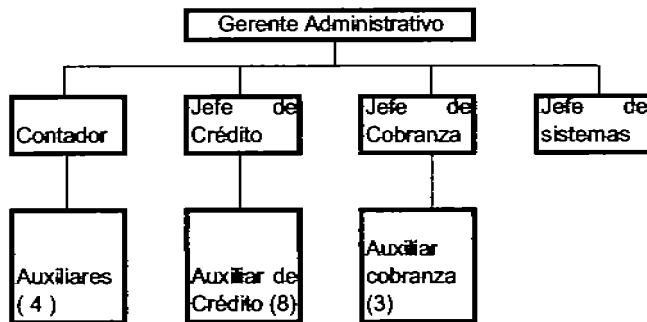 Gerente Administrativo
Contador
Jefe de
Crédito
Jefe de
Cobranza
Jefe de
sistemas
Auxiliares
( 4 )
Auxiliar de
Crédito (8)
Auxiliar
cobranza
(3)